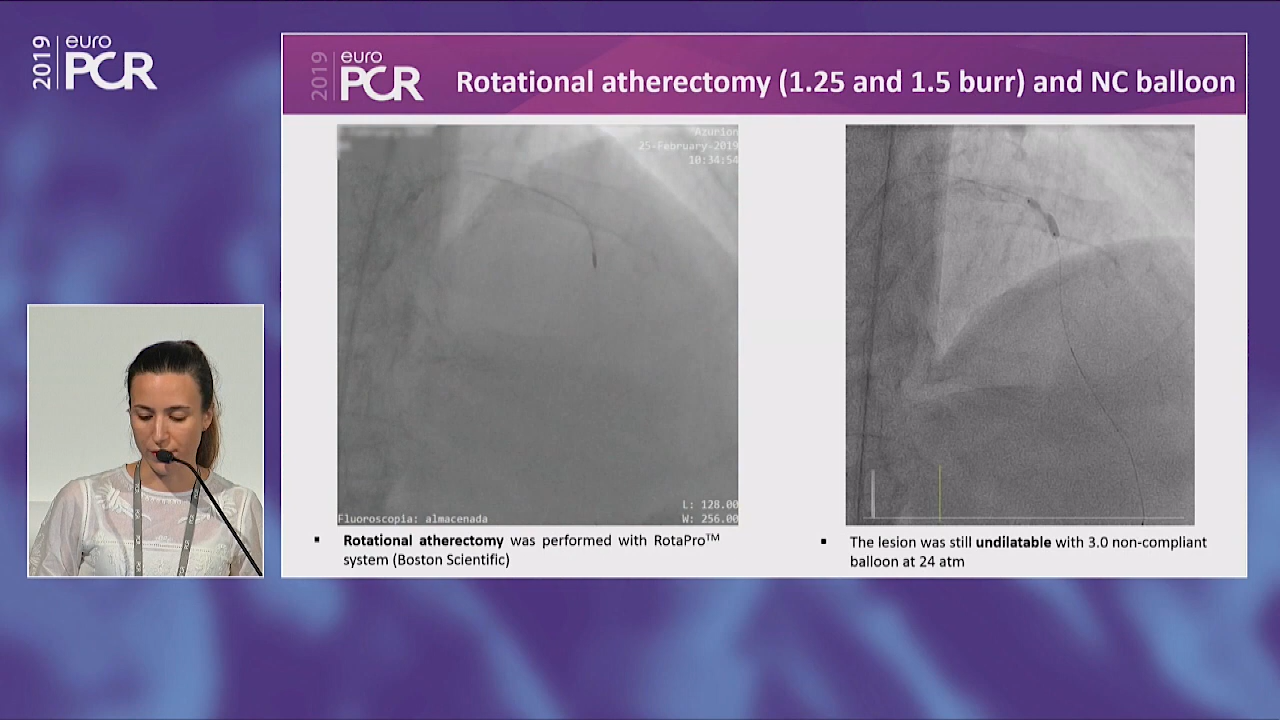 2019 euro PCR
2019 euro PCR
Rotational atherectomy (1.25 and 1.5 burr) and NC balloon
Azurion
25-February-2019
10:34:54
L: 128.00
Fluoroscopia: almacenada
W: 256.00
▪ Rotational atherectomy was performed with RotaPro™
system (Boston Scientific)
▪ The lesion was still undilatable with 3.0 non-compliant
balloon at 24 atm